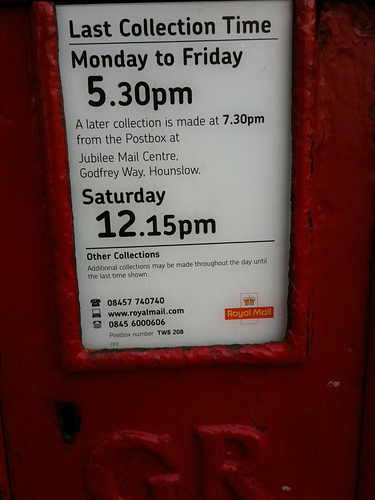 Last Collection Time
Monday to Friday
5.30pm
A later collection is made at 7.30pm
from the Postbox at
Jubilee Mail Centre,
Godfrey Way, Hounslow.
Saturday
12.15pm
Other Collections
Additional collections may be made throughout the day until
the last time shown.
08457 740740
www.royalmail.com
0845 6000606
Royal Mail
Postbox number TW8 208
GR